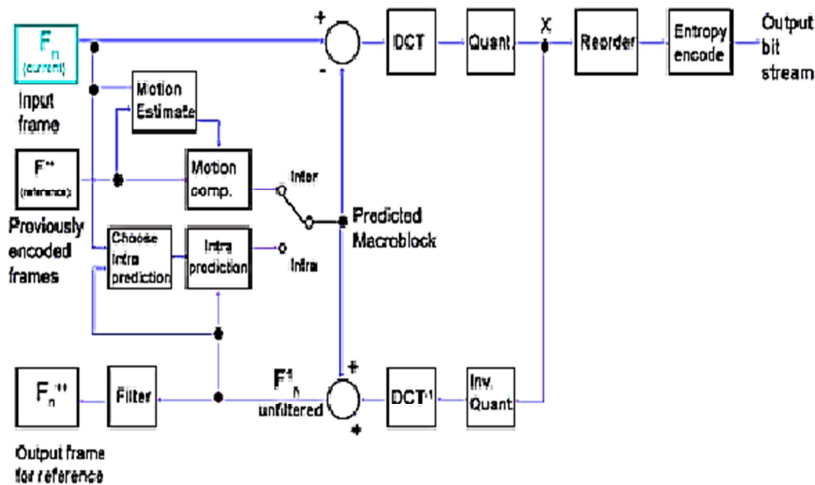 F n
(current)
Input
frame
+
-
DCT
Quant.
X
Reorder
Entropy
encode
Output
bit
stream
Motion
Estimate
F''
(reference)
Previously
encoded
frames
Motion
comp.
Inter
Choose
Intra
prediction
Intra
prediction
Intra
Predicted
Macroblock
F n ''
Filter
F n
unfiltered
+
+
DCT-1
Inv.
Quant
Output frame
for reference